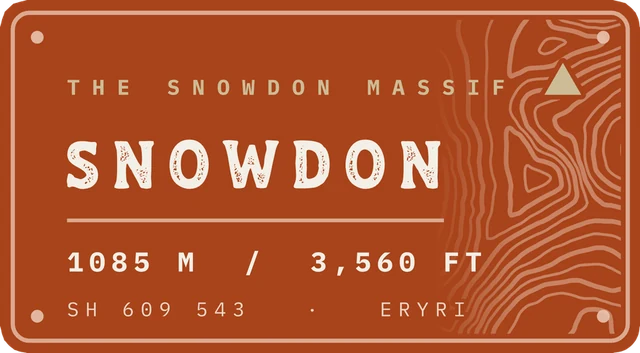 THE SNOWDON MASSIF
SNOWDON
1085 M / 3,560 FT
SH 609 543 · ERYRI